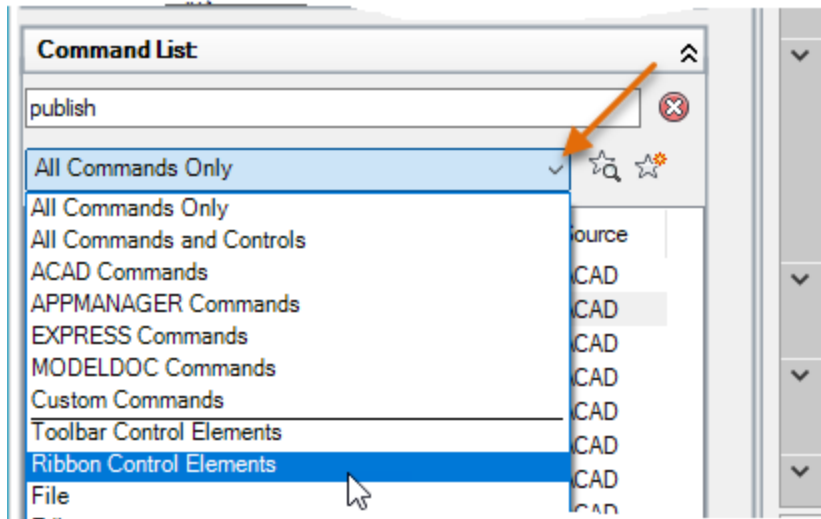 Command List:
publish
All Commands Only
All Commands Only
All Commands and Controls
ACAD Commands
APPMANAGER Commands
EXPRESS Commands
MODELDOC Commands
Custom Commands
Toolbar Control Elements
Ribbon Control Elements
File
ource
CAD
CAD
CAD
CAD
CAD
CAD
CAD
CAD